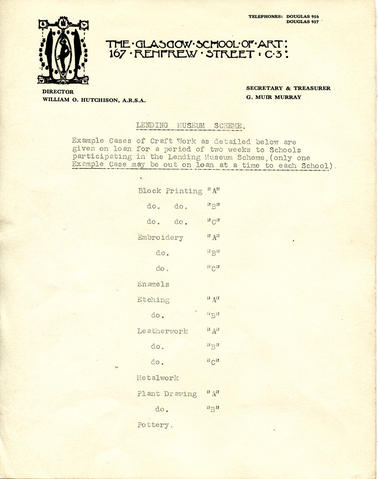 TELEPHONES: DOUGLAS 916
DOUGLAS 917
THE · GLASGOW · SCHOOL · OF · ART:
167 · RENFREW · STREET · C·3:
DIRECTOR
WILLIAM O. HUTCHISON, A.R.S.A.
SECRETARY & TREASURER
G. MUIR MURRAY
LENDING MUSEUM SCHEME.
Example Cases of Craft Work as detailed below are
given on loan for a period of two weeks to Schools
participating in the Lending Museum Scheme,(only one
Example Case may be out on loan at a time to each School).
Block Printing "A"
do. do. "B"
do. do. "C"
Embroidery "A"
do. "B"
do. "C"
Enamels
Etching "A"
do. "B"
Leatherwork "A"
do. "B"
do. "C"
Metalwork
Plant Drawing "A"
do. "B"
Pottery.